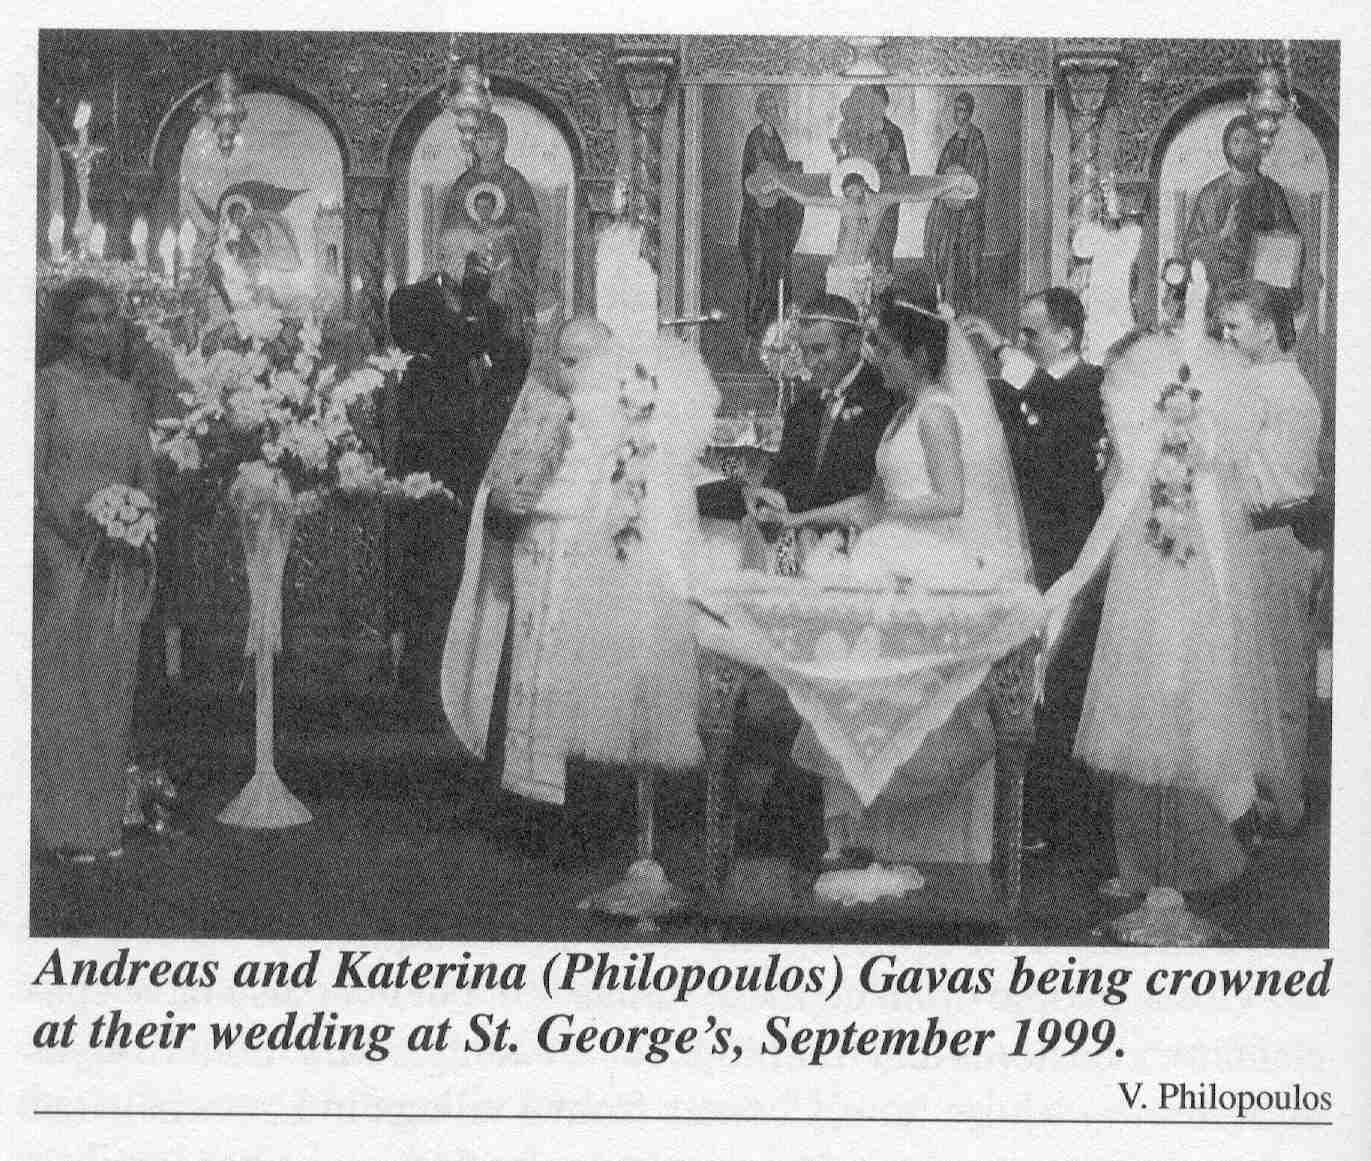 Andreas and Katerina (Philopoulos) Gavas being crowned
at their wedding at St. George's, September 1999.
V. Philopoulos